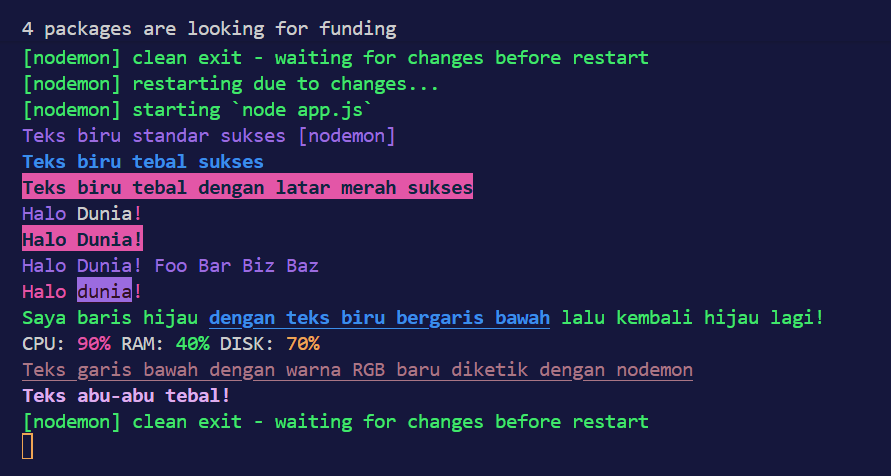 4 packages are looking for funding
[nodemon] clean exit - waiting for changes before restart
[nodemon] restarting due to changes...
[nodemon] starting `node app.js`
Teks biru standar sukses [nodemon]
Teks biru tebal sukses
Teks biru tebal dengan latar merah sukses
Halo Dunia!
Halo Dunia!
Halo Dunia! Foo Bar Biz Baz
Halo dunia!
Saya baris hijau dengan teks biru bergaris bawah lalu kembali hijau lagi!
CPU: 90% RAM: 40% DISK: 70%
Teks garis bawah dengan warna RGB baru diketik dengan nodemon
Teks abu-abu tebal!
[nodemon] clean exit - waiting for changes before restart